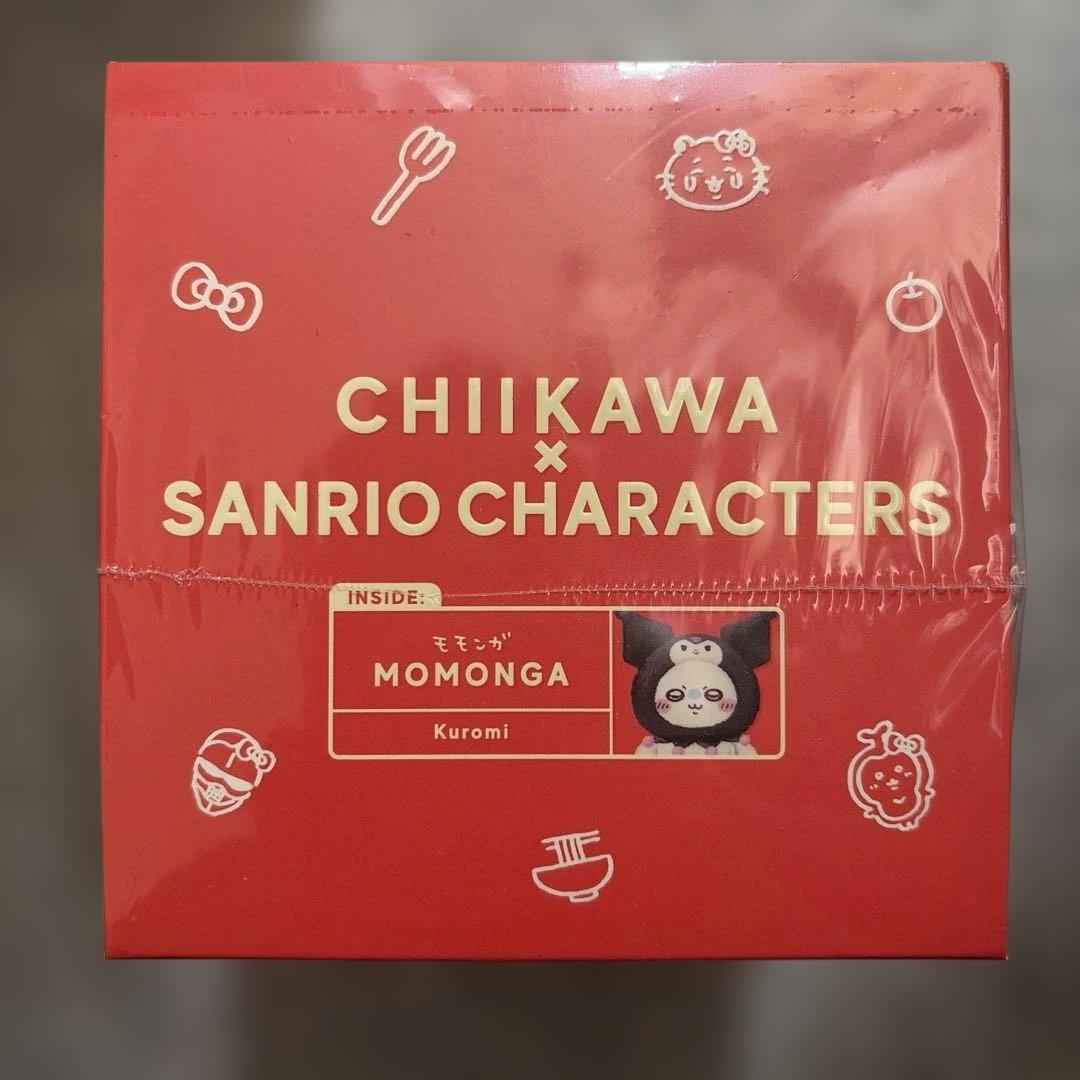 CHIIKAWA
×
SANRIO CHARACTERS
INSIDE:
モモンガ
MOMONGA
Kuromi